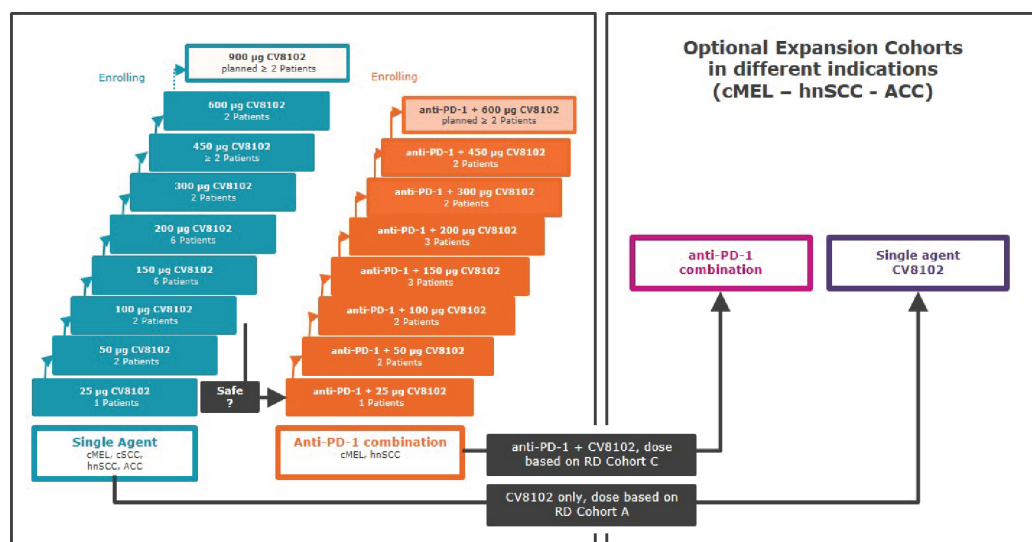 900 µg CV8102
planned ≥ 2 Patients
Enrolling
600 µg CV8102
2 Patients
450 µg CV8102
≥ 2 Patients
300 µg CV8102
2 Patients
200 µg CV8102
6 Patients
150 µg CV8102
6 Patients
100 µg CV8102
2 Patients
50 µg CV8102
2 Patients
25 µg CV8102
1 Patients
Safe
?
Single Agent
cMEL, cSCC,
hnSCC, ACC
Enrolling
anti-PD-1 + 600 µg CV8102
planned ≥ 2 Patients
anti-PD-1 + 450 µg CV8102
2 Patients
anti-PD-1 + 300 µg CV8102
2 Patients
anti-PD-1 + 200 µg CV8102
3 Patients
anti-PD-1 + 150 µg CV8102
3 Patients
anti-PD-1 + 100 µg CV8102
2 Patients
anti-PD-1 + 50 µg CV8102
2 Patients
anti-PD-1 + 25 µg CV8102
1 Patients
Anti-PD-1 combination
cMEL, hnSCC
anti-PD-1 + CV8102, dose
based on RD Cohort C
CV8102 only, dose based on
RD Cohort A
Optional Expansion Cohorts
in different indications
(cMEL – hnSCC - ACC)
anti-PD-1
combination
Single agent
CV8102